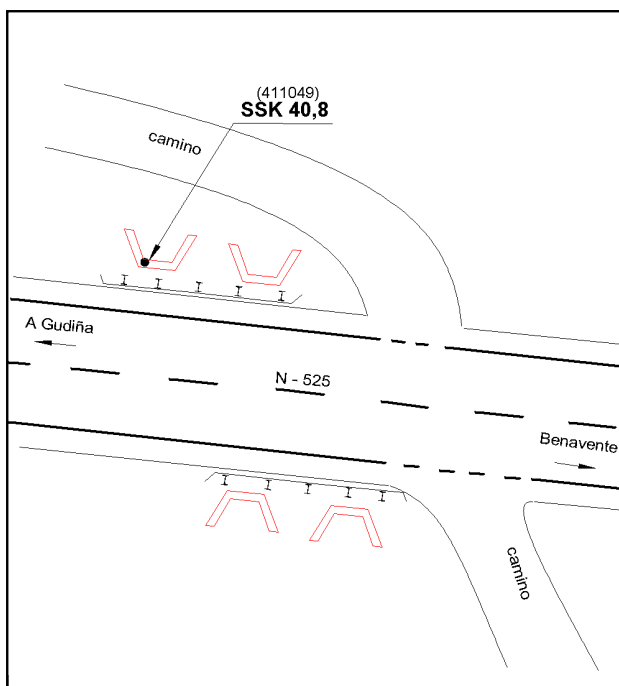 (411049)
SSK 40,8
camino
A Gudiña
N - 525
Benavente
camino